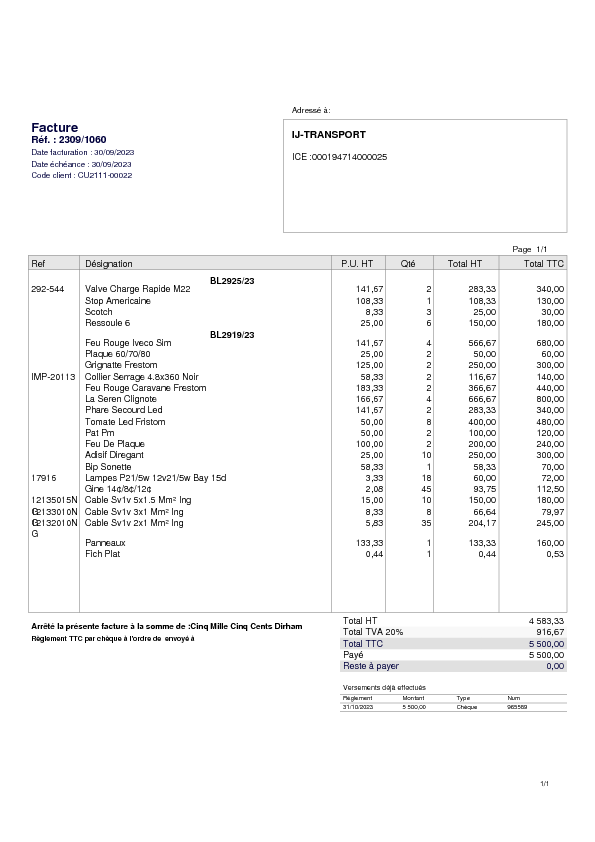 Adressé à:
Facture
Réf. : 2309/1060
Date facturation : 30/09/2023
Date échéance : 30/09/2023
Code client : CU2111-00022
IJ-TRANSPORT
ICE :000194714000025
Page 1/1
Ref Désignation P.U. HT Qté Total HT Total TTC
BL2925/23
292-544 Valve Charge Rapide M22 141,67 2 283,33 340,00
Stop Americaine 108,33 1 108,33 130,00
Scotch 8,33 3 25,00 30,00
Ressoule 6 25,00 6 150,00 180,00
BL2919/23
Feu Rouge Iveco Sim 141,67 4 566,67 680,00
Plaque 60/70/80 25,00 2 50,00 60,00
Grignatte Frestom 125,00 2 250,00 300,00
IMP-20113 Collier Serrage 4.8x360 Noir 58,33 2 116,67 140,00
Feu Rouge Caravane Frestom 183,33 2 366,67 440,00
La Seren Clignote 166,67 4 666,67 800,00
Phare Secourd Led 141,67 2 283,33 340,00
Tomate Led Fristom 50,00 8 400,00 480,00
Pat Pm 50,00 2 100,00 120,00
Feu De Plaque 100,00 2 200,00 240,00
Adisif Diregant 25,00 10 250,00 300,00
Bip Sonette 58,33 1 58,33 70,00
17916 Lampes P21/5w 12v21/5w Bay 15d 3,33 18 60,00 72,00
Gine 14¢/8¢/12¢ 2,08 45 93,75 112,50
12135015N Cable Sv1v 5x1.5 Mm² Ing 15,00 10 150,00 180,00
G2133010N Cable Sv1v 3x1 Mm² Ing 8,33 8 66,64 79,97
G2132010N Cable Sv1v 2x1 Mm² Ing 5,83 35 204,17 245,00
G
Panneaux 133,33 1 133,33 160,00
Fich Plat 0,44 1 0,44 0,53
Arrêté la présente facture à la somme de :Cinq Mille Cinq Cents Dirham
Règlement TTC par chèque à l'ordre de envoyé à
Total HT 4 583,33
Total TVA 20% 916,67
Total TTC 5 500,00
Payé 5 500,00
Reste à payer 0,00
Versements déjà effectués
Règlement Montant Type Num
31/10/2023 5 500,00 Chèque 965569
1/1